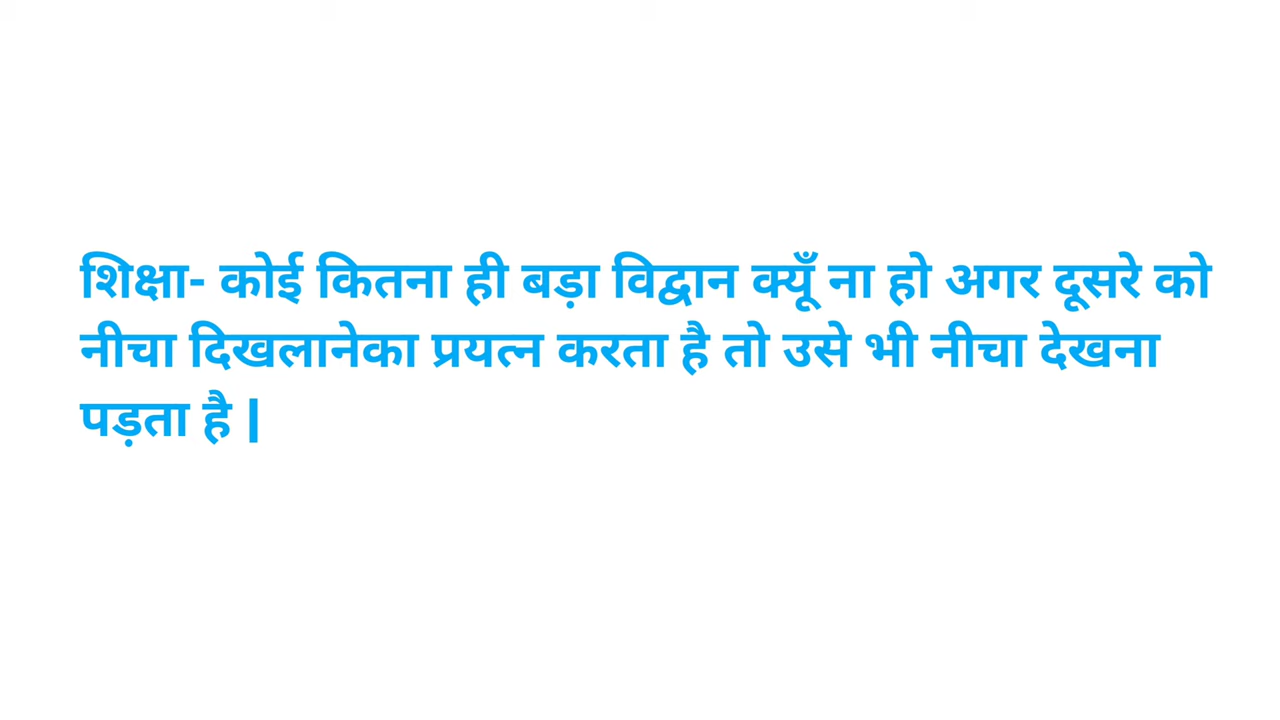 शिक्षा- कोई कितना ही बड़ा विद्वान क्यूँ ना हो अगर दूसरे को
नीचा दिखलानेका प्रयत्न करता है तो उसे भी नीचा देखना
पड़ता है |